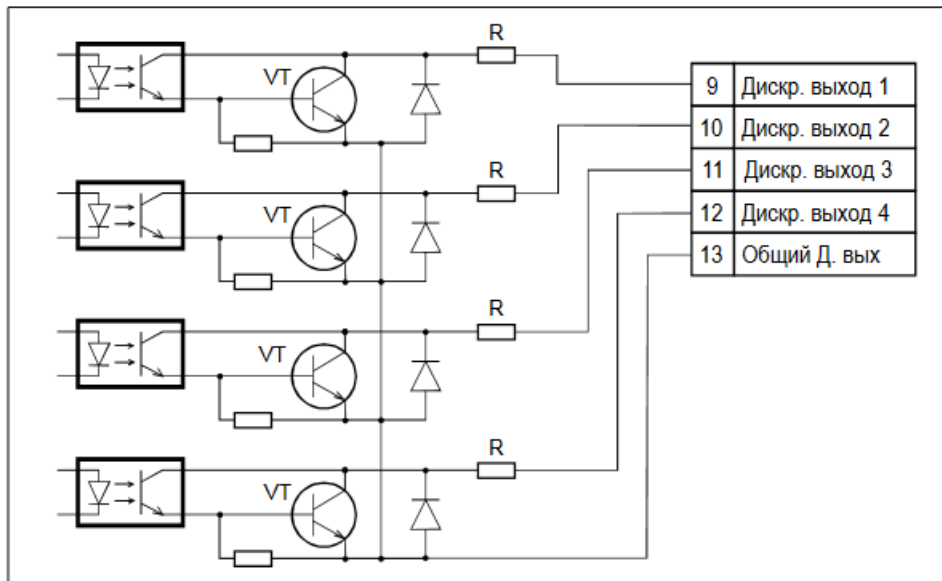 R
VT
9 Дискр. выход 1
10 Дискр. выход 2
R
VT
11 Дискр. выход 3
12 Дискр. выход 4
13 Общий Д. вых
R
VT
R
VT